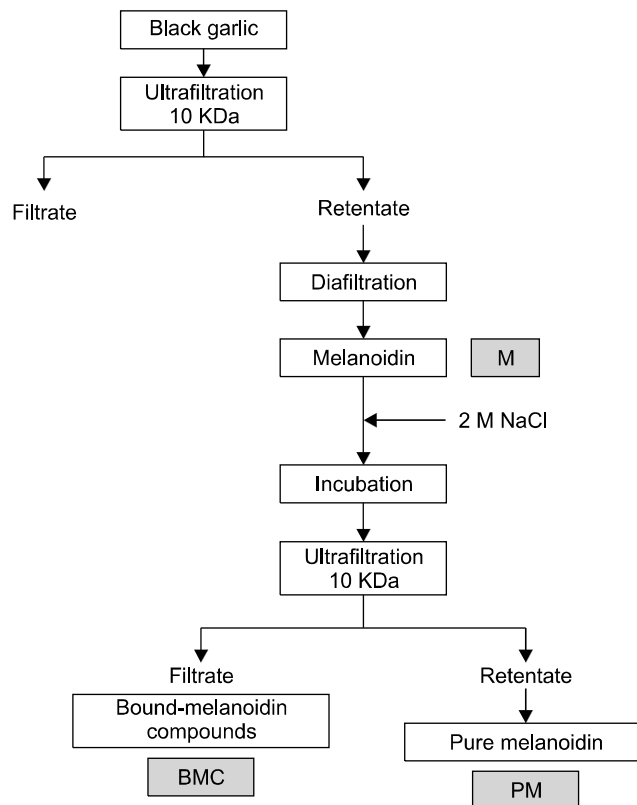 Black garlic
Ultrafiltration
10 KDa
Filtrate
Retentate
Diafiltration
Melanoidin
M
2 M NaCl
Incubation
Ultrafiltration
10 KDa
Filtrate
Retentate
Bound-melanoidin
compounds
Pure melanoidin
BMC
PM